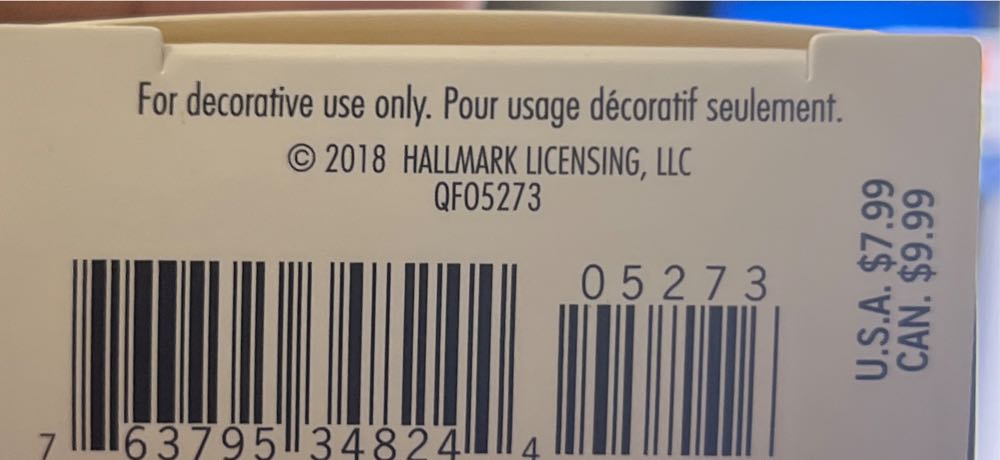 For decorative use only. Pour usage décoratif seulement.
© 2018 HALLMARK LICENSING, LLC
QFO5273
05273
7 63795 34824 4
U.S.A. $7.99
CAN. $9.99